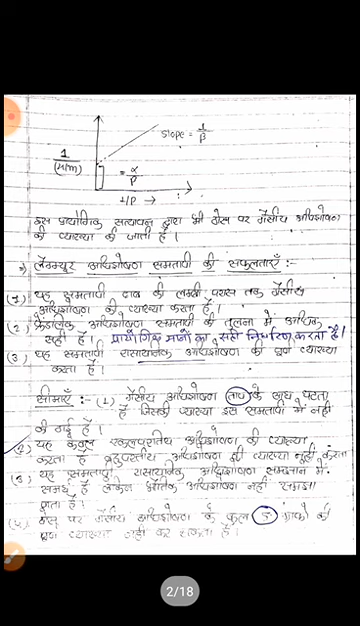 slope = 1/β
1/(x/m)
= α/β
1/P →
इस प्रायोगिक सत्यापन द्वारा भी ठोस पर गैसीय अधिशोषण
की व्याख्या की जाती है।
लैंगम्यूर अधिशोषण समतापी की सफलताएँ :-
(1) यह समतापी दाब की लम्बी परास तक गैसीय
अधिशोषण की व्याख्या करता है।
(2) फ्रेंडलिक अधिशोषण समतापी की तुलना में अधिक
सही है। प्रायोगिक मानों का सही निर्धारण करता है।
(3) यह समतापी रासायनिक अधिशोषण की पूर्ण व्याख्या
करता है।
सीमाएँ :- (1) गैसीय अधिशोषण ताप के साथ घटता
है जिसकी व्याख्या इस समतापी में नहीं
की गई है।
(2) यह केवल एकलपरतीय अधिशोषण की व्याख्या
करता है बहुपरतीय अधिशोषण की व्याख्या नहीं करता
(3) यह समतापी रासायनिक अधिशोषण समझाने में
समर्थ है लेकिन भौतिक अधिशोषण नहीं समझा
पाता है।
(4) ठोस पर गैसीय अधिशोषण के कुल 5 ग्राफों की
पूर्ण व्याख्या नहीं कर सकता है।
2/18